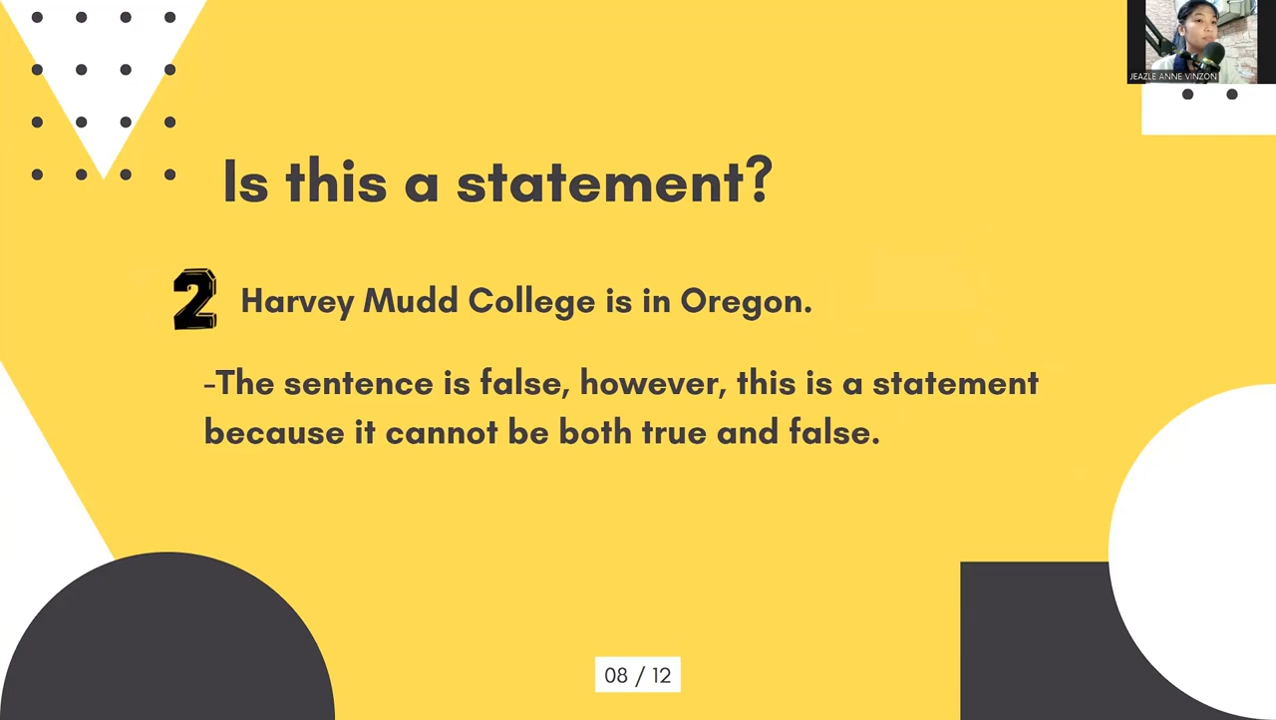 JEAZLE ANNE VINZON
Is this a statement?
2 Harvey Mudd College is in Oregon.
-The sentence is false, however, this is a statement
because it cannot be both true and false.
08 / 12